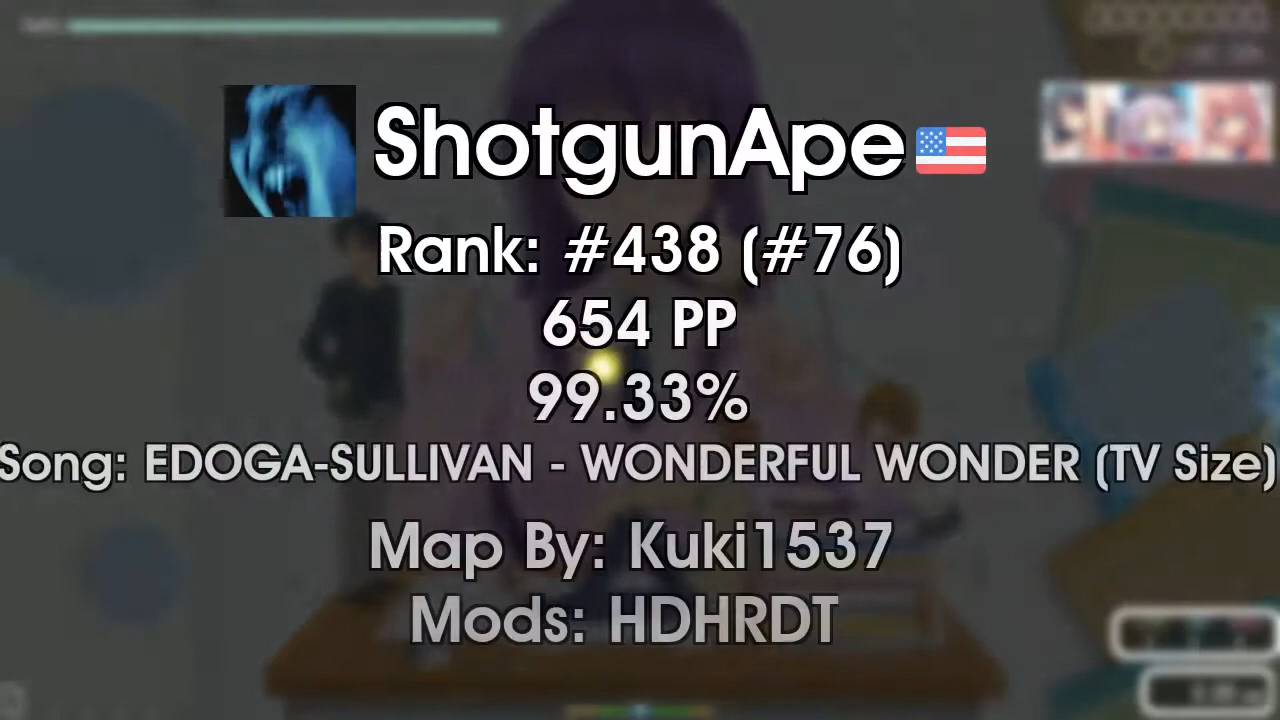 ShotgunApe
Rank: #438 (#76)
654 PP
99.33%
Song: EDOGA-SULLIVAN - WONDERFUL WONDER (TV Size)
Map By: Kuki1537
Mods: HDHRDT